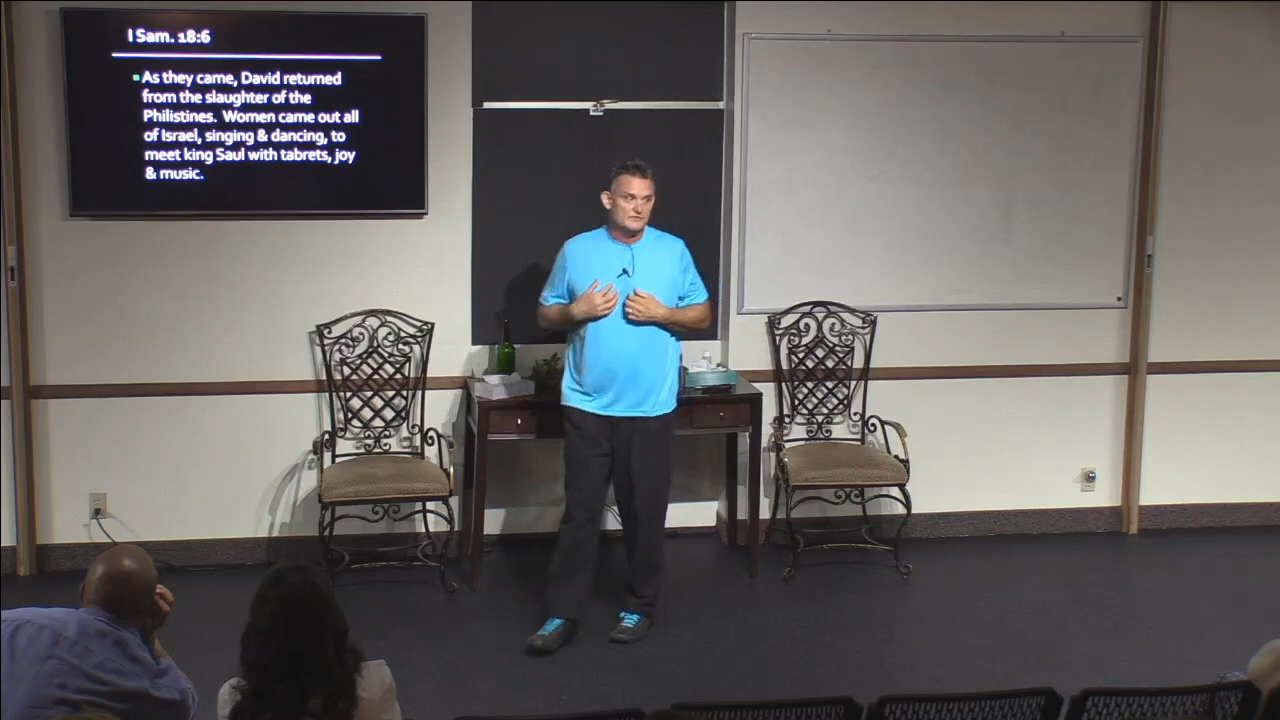 I Sam. 18:6
As they came, David returned
from the slaughter of the
Philistines. Women came out all
of Israel, singing & dancing, to
meet king Saul with tabrets, joy
& music.